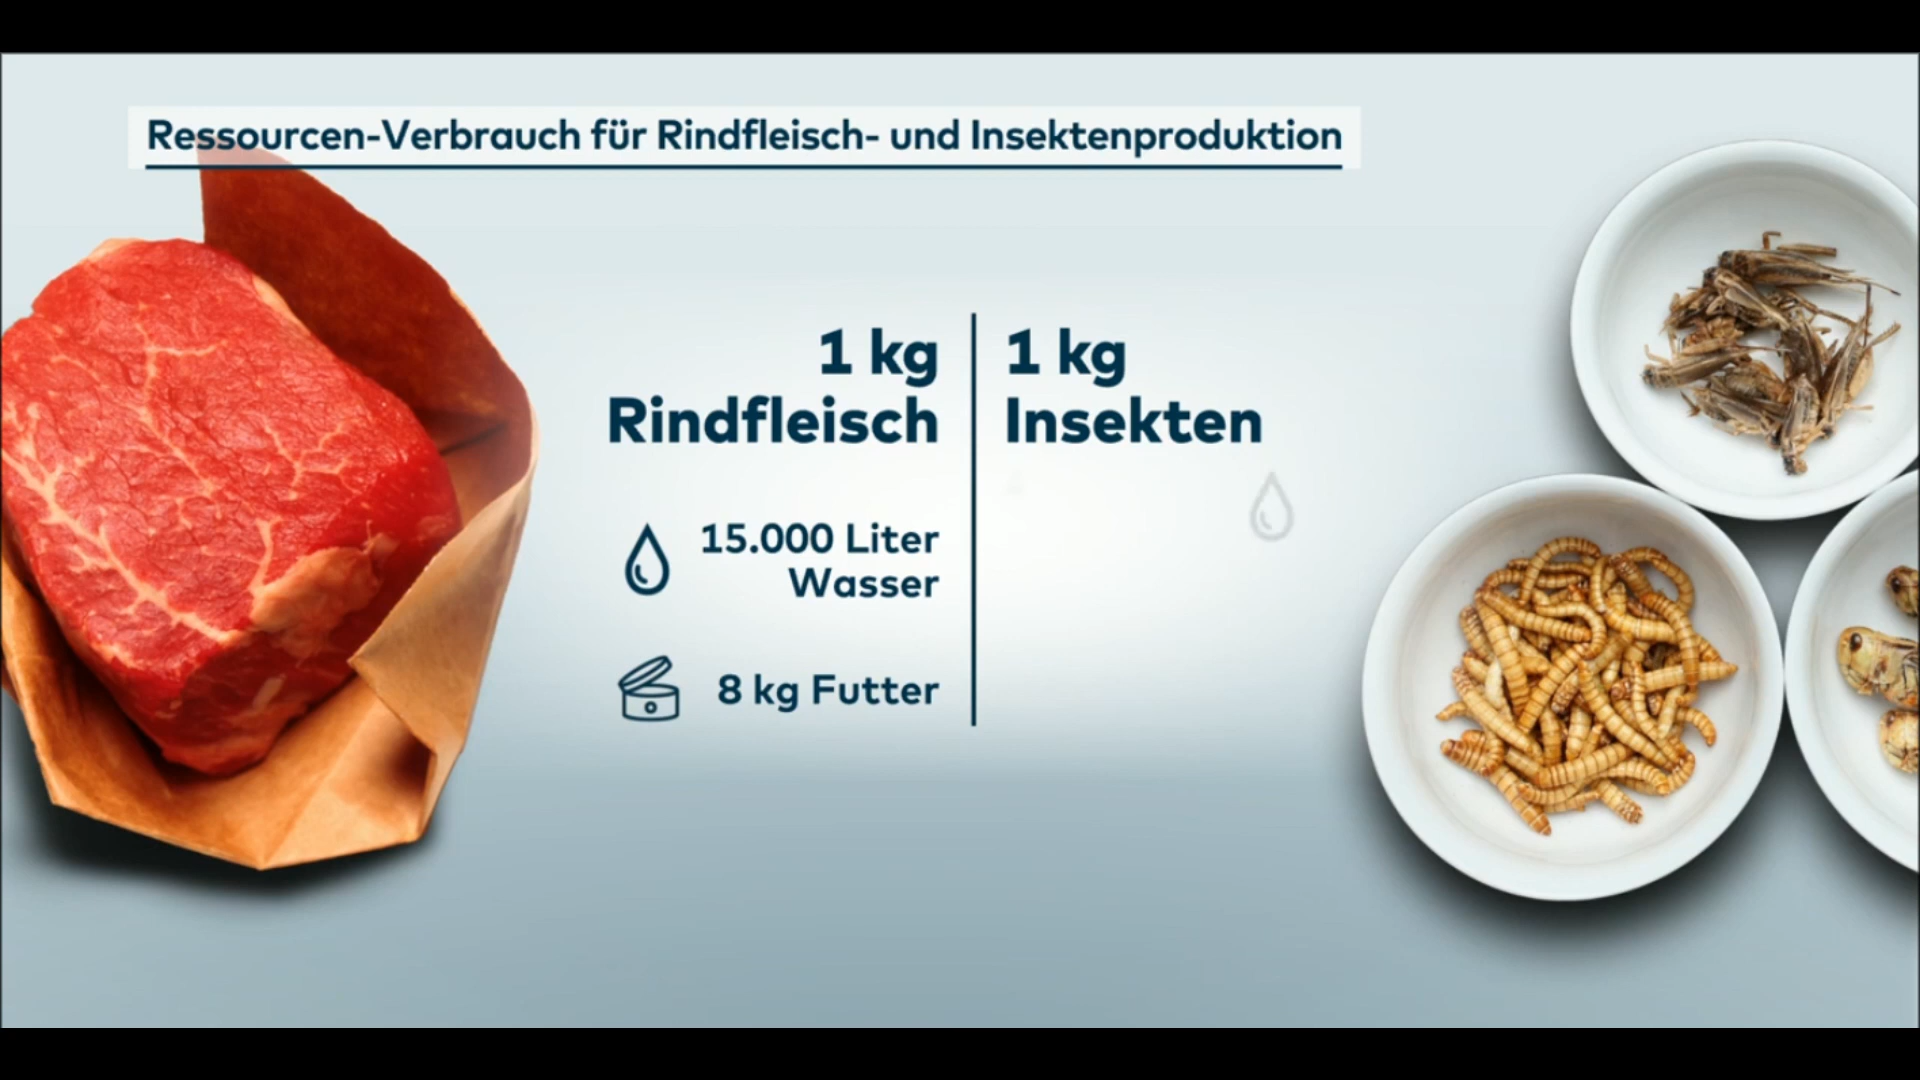 Ressourcen-Verbrauch für Rindfleisch- und Insektenproduktion
1 kg
Rindfleisch
15.000 Liter
Wasser
8 kg Futter
1 kg
Insekten